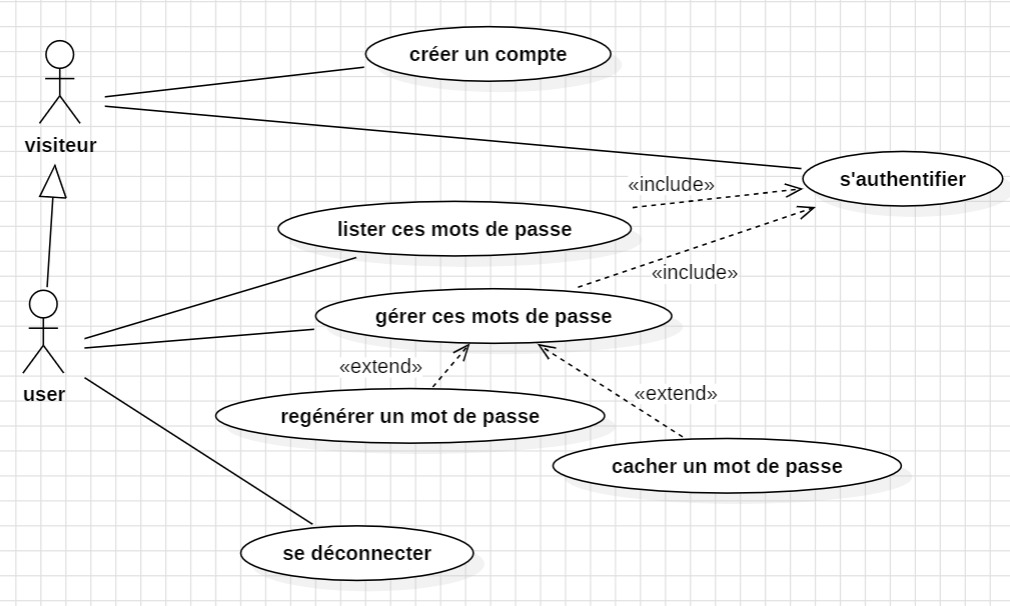 créer un compte
visiteur
s'authentifier
«include»
lister ces mots de passe
«include»
gérer ces mots de passe
«extend»
user
«extend»
regénérer un mot de passe
cacher un mot de passe
se déconnecter